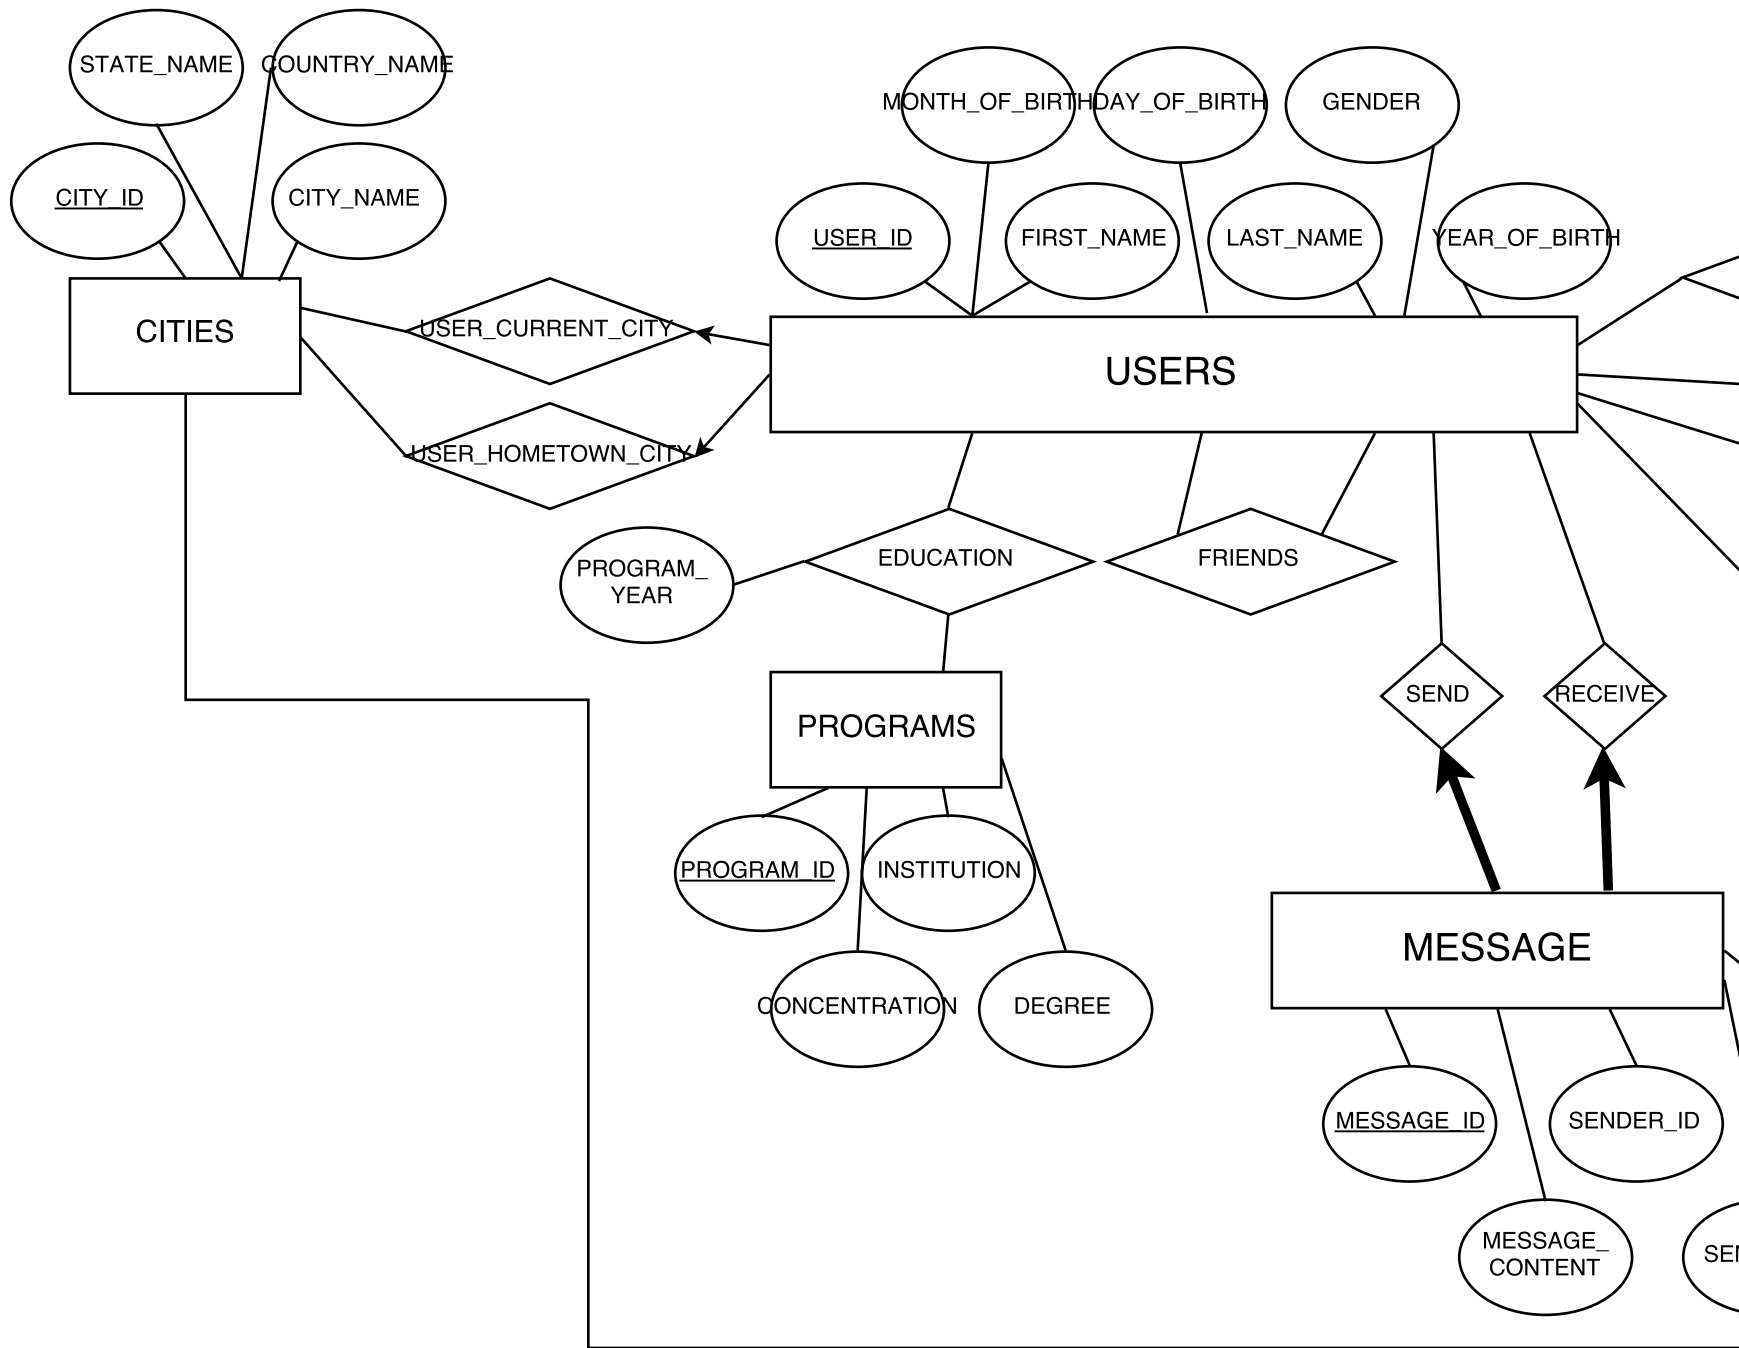 STATE_NAME
COUNTRY_NAME
MONTH_OF_BIRTH
DAY_OF_BIRTH
GENDER
CITY_ID
CITY_NAME
USER_ID
FIRST_NAME
LAST_NAME
YEAR_OF_BIRTH
CITIES
USER_CURRENT_CITY
USERS
USER_HOMETOWN_CITY
PROGRAM_
YEAR
EDUCATION
FRIENDS
SEND
RECEIVE
PROGRAMS
PROGRAM_ID
INSTITUTION
MESSAGE
CONCENTRATION
DEGREE
MESSAGE_ID
SENDER_ID
MESSAGE_
CONTENT